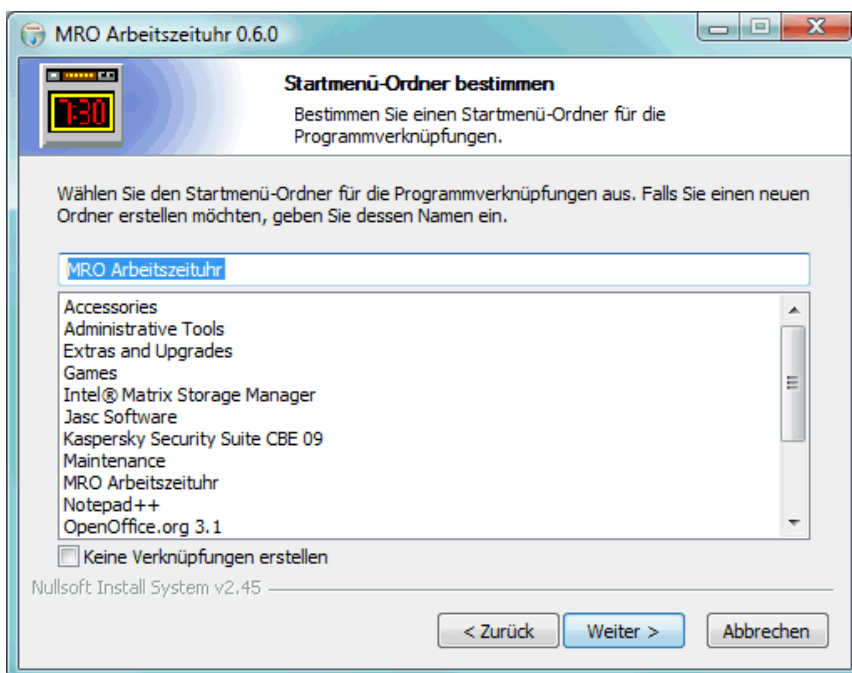 MRO Arbeitszeituhr 0.6.0
7:30
Startmenü-Ordner bestimmen
Bestimmen Sie einen Startmenü-Ordner für die
Programmverknüpfungen.
Wählen Sie den Startmenü-Ordner für die Programmverknüpfungen aus. Falls Sie einen neuen
Ordner erstellen möchten, geben Sie dessen Namen ein.
MRO Arbeitszeituhr
Accessories
Administrative Tools
Extras and Upgrades
Games
Intel® Matrix Storage Manager
Jasc Software
Kaspersky Security Suite CBE 09
Maintenance
MRO Arbeitszeituhr
Notepad++
OpenOffice.org 3.1
Keine Verknüpfungen erstellen
Nullsoft Install System v2.45
< Zurück
Weiter >
Abbrechen